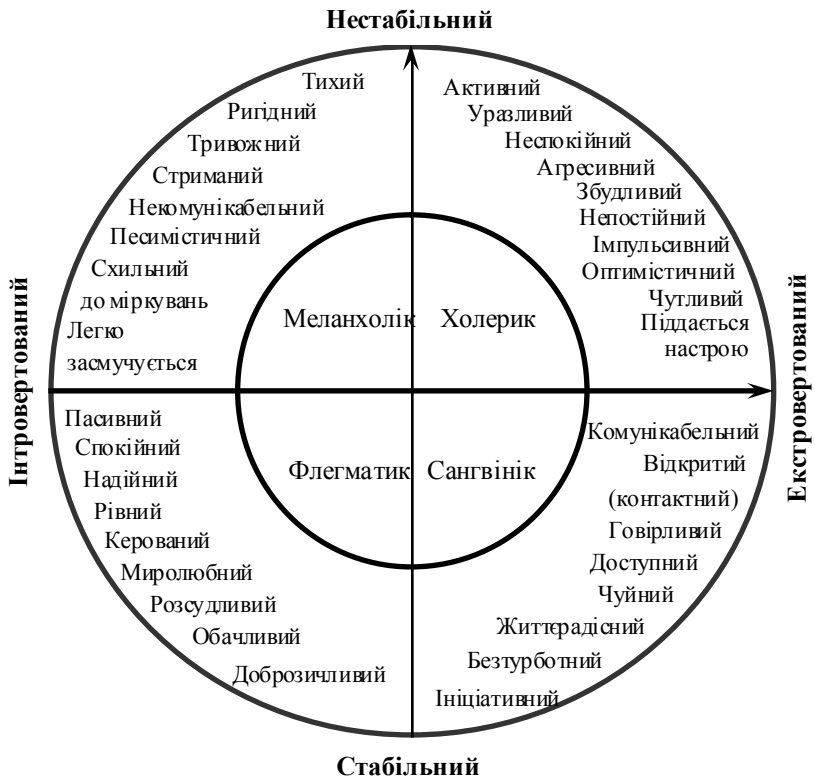 Нестабільний
Тихий
Ригідний
Тривожний
Стриманий
Некомунікабельний
Песимістичний
Схильний
до міркувань
Легко
засмучується
Активний
Уразливий
Неспокійний
Агресивний
Збудливий
Непостійний
Імпульсивний
Оптимістичний
Чутливий
Піддається
настрою
Меланхолік
Холерик
Інтровертований
Екстровертований
Флегматик
Сангвінік
Пасивний
Спокійний
Надійний
Рівний
Керований
Миролюбний
Розсудливий
Обачливий
Доброзичливий
Комунікабельний
Відкритий
(контактний)
Говірливий
Доступний
Чуйний
Життєрадісний
Безтурботний
Ініціативний
Стабільний